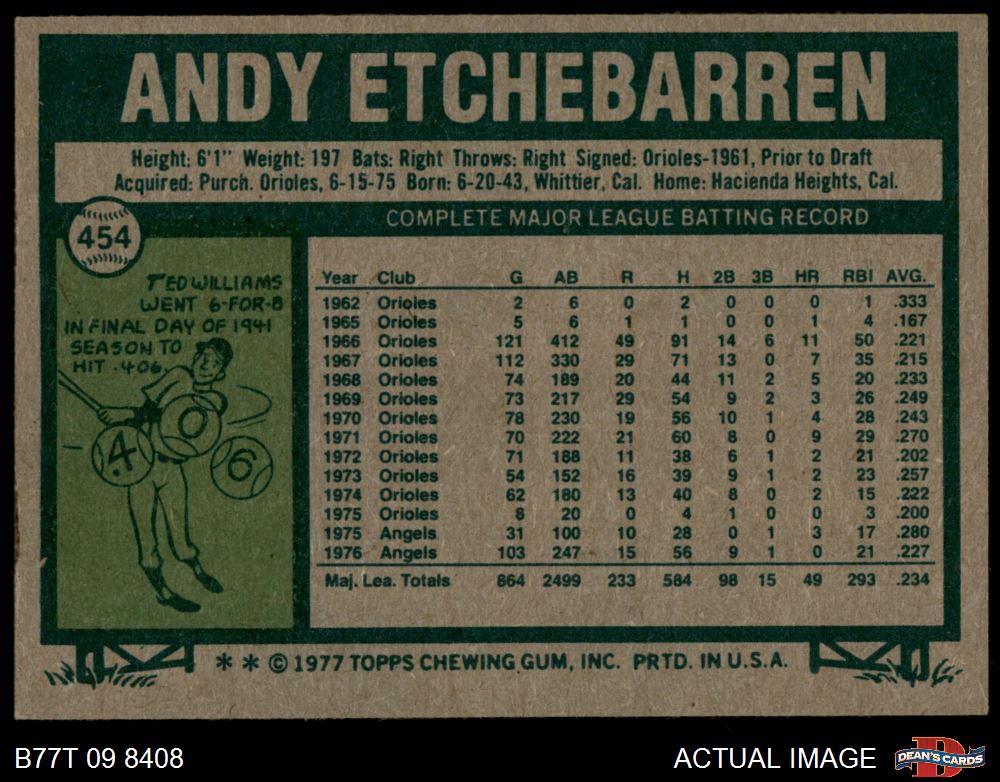 ANDY ETCHEBARREN
Height: 6'1" Weight: 197 Bats: Right Throws: Right Signed: Orioles-1961, Prior to Draft
Acquired: Purch. Orioles, 6-15-75 Born: 6-20-43, Whittier, Cal. Home: Hacienda Heights, Cal.
454
TED WILLIAMS
WENT 6-FOR-8
IN FINAL DAY OF 1941
SEASON TO
HIT .406.
.4 0 6
COMPLETE MAJOR LEAGUE BATTING RECORD
Year Club G AB R H 2B 3B HR RBI AVG.
1962 Orioles 2 6 0 2 0 0 0 1 .333
1965 Orioles 5 6 1 1 0 0 1 4 .167
1966 Orioles 121 412 49 91 14 6 11 50 .221
1967 Orioles 112 330 29 71 13 0 7 35 .215
1968 Orioles 74 189 20 44 11 2 5 20 .233
1969 Orioles 73 217 29 54 9 2 3 26 .249
1970 Orioles 78 230 19 56 10 1 4 28 .243
1971 Orioles 70 222 21 60 8 0 9 29 .270
1972 Orioles 71 188 11 38 6 1 2 21 .202
1973 Orioles 54 152 16 39 9 1 2 23 .257
1974 Orioles 62 180 13 40 8 0 2 15 .222
1975 Orioles 8 20 0 4 1 0 0 3 .200
1975 Angels 31 100 10 28 0 1 3 17 .280
1976 Angels 103 247 15 56 9 1 0 21 .227
Maj. Lea. Totals 864 2499 233 584 98 15 49 293 .234
* * © 1977 TOPPS CHEWING GUM, INC. PRTD. IN U.S.A.
B77T 09 8408
ACTUAL IMAGE
D
DEAN'S CARDS